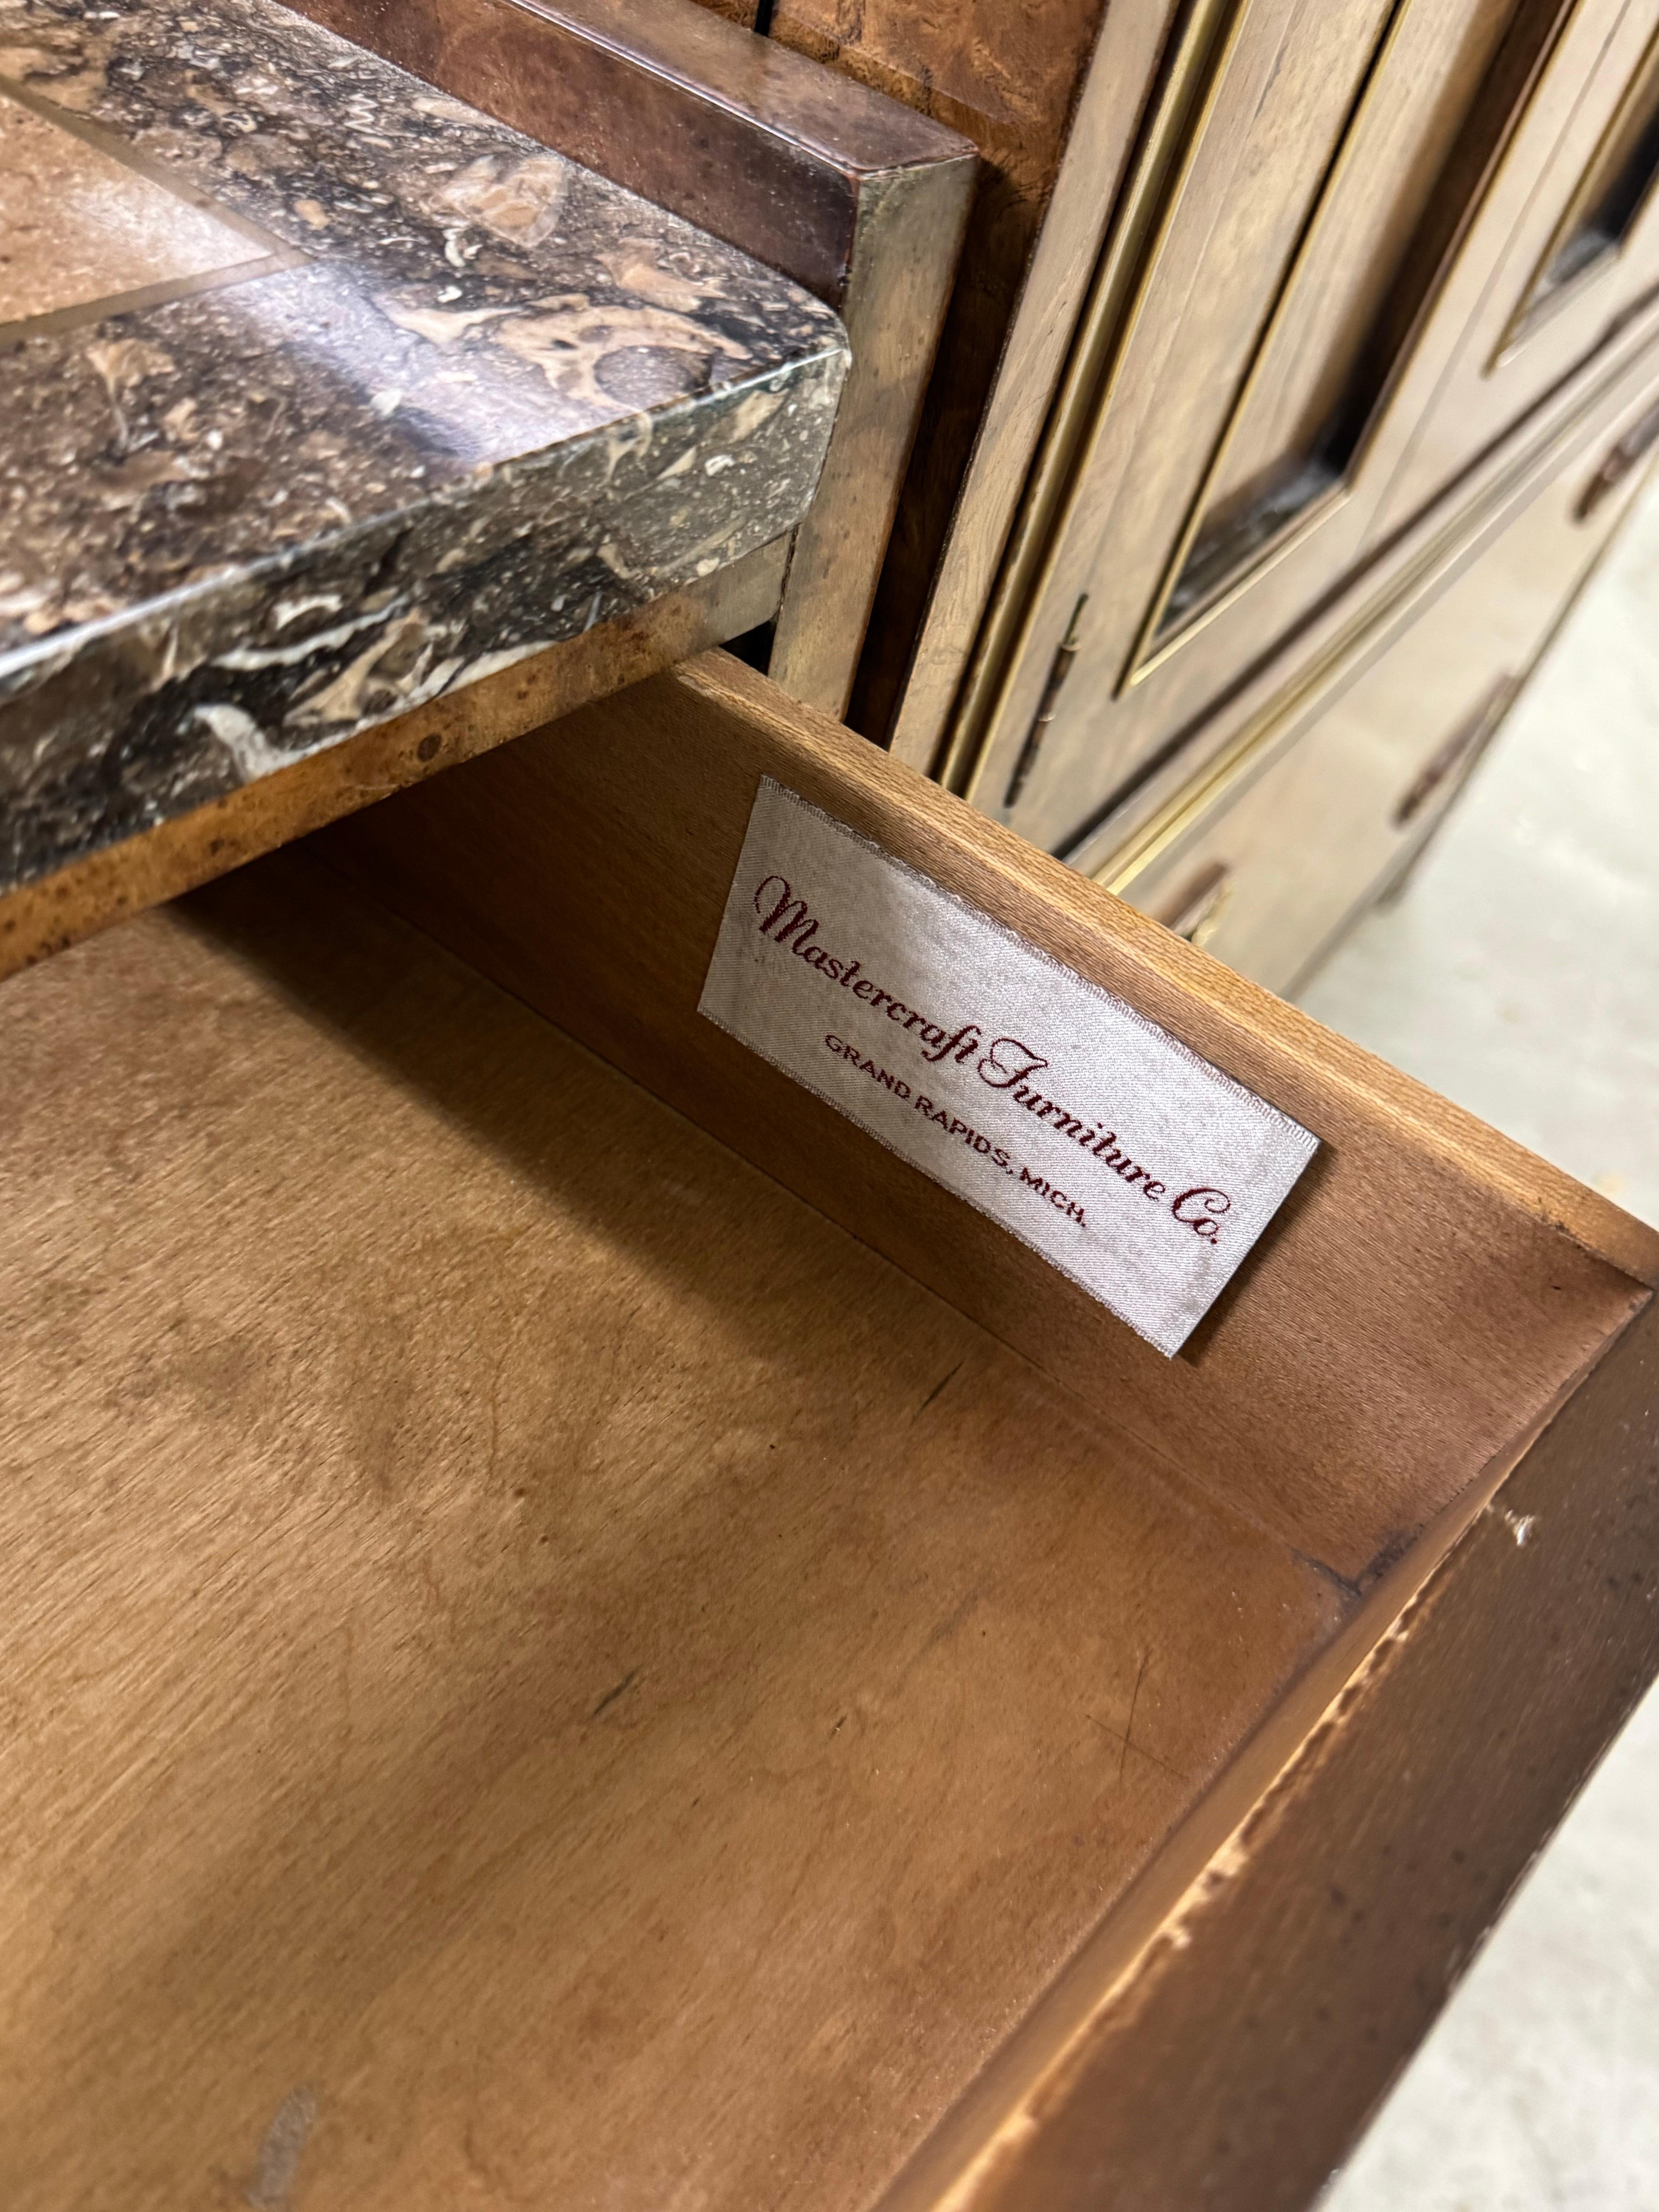 Mastercraft Furniture Co.
GRAND RAPIDS, MICH.